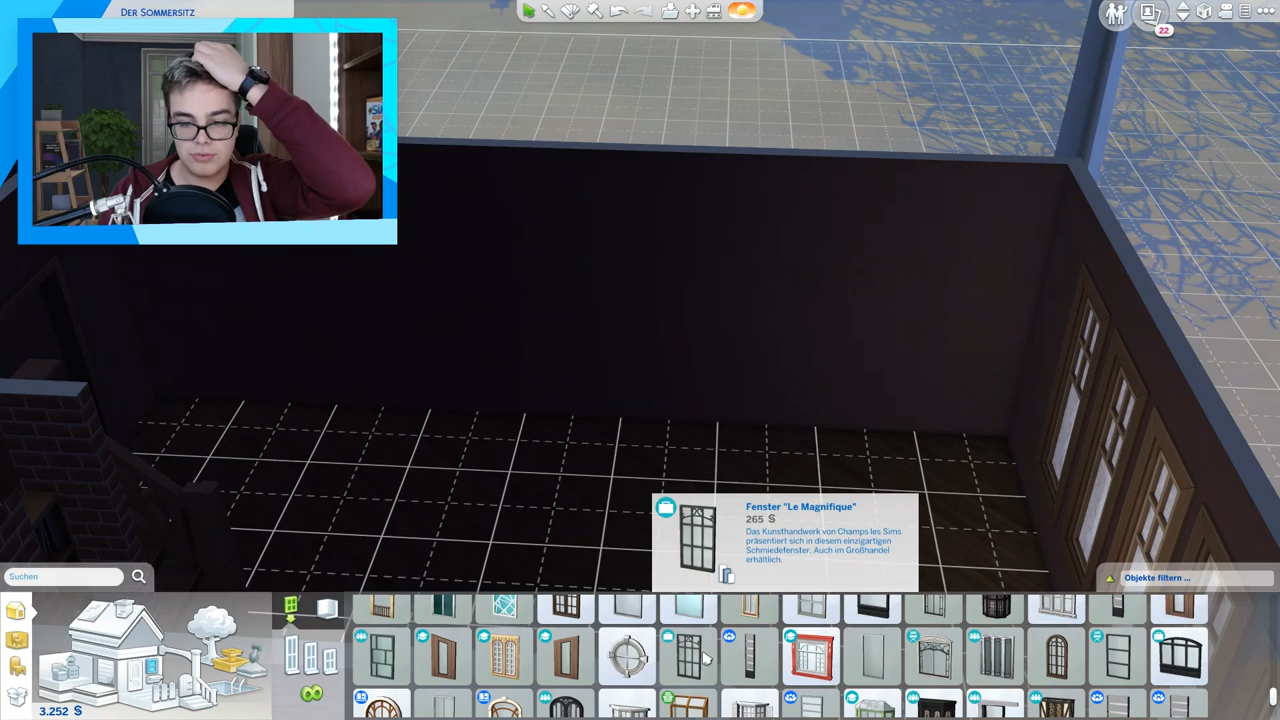 DER SOMMERSITZ
22
Fenster "Le Magnifique"
265 S
Das Kunsthandwerk von Champs les Sims
präsentiert sich in diesem einzigartigen
Schmiedefenster. Auch im Großhandel
erhältlich.
Suchen
Objekte filtern ...
3.252 S